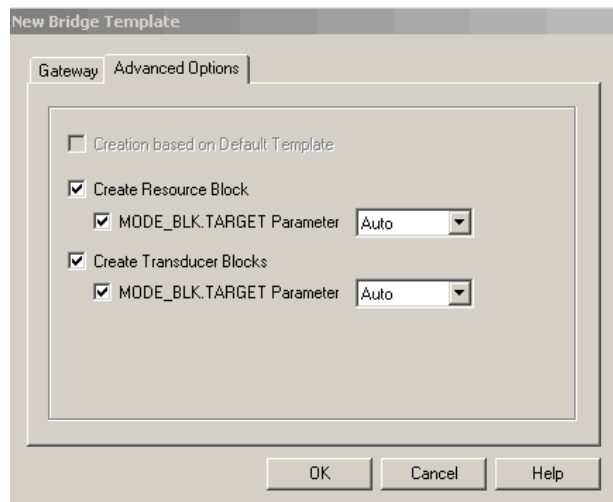 New Bridge Template
Gateway Advanced Options
Creation based on Default Template
Create Resource Block
MODE_BLK.TARGET Parameter Auto
Create Transducer Blocks
MODE_BLK.TARGET Parameter Auto
OK Cancel Help